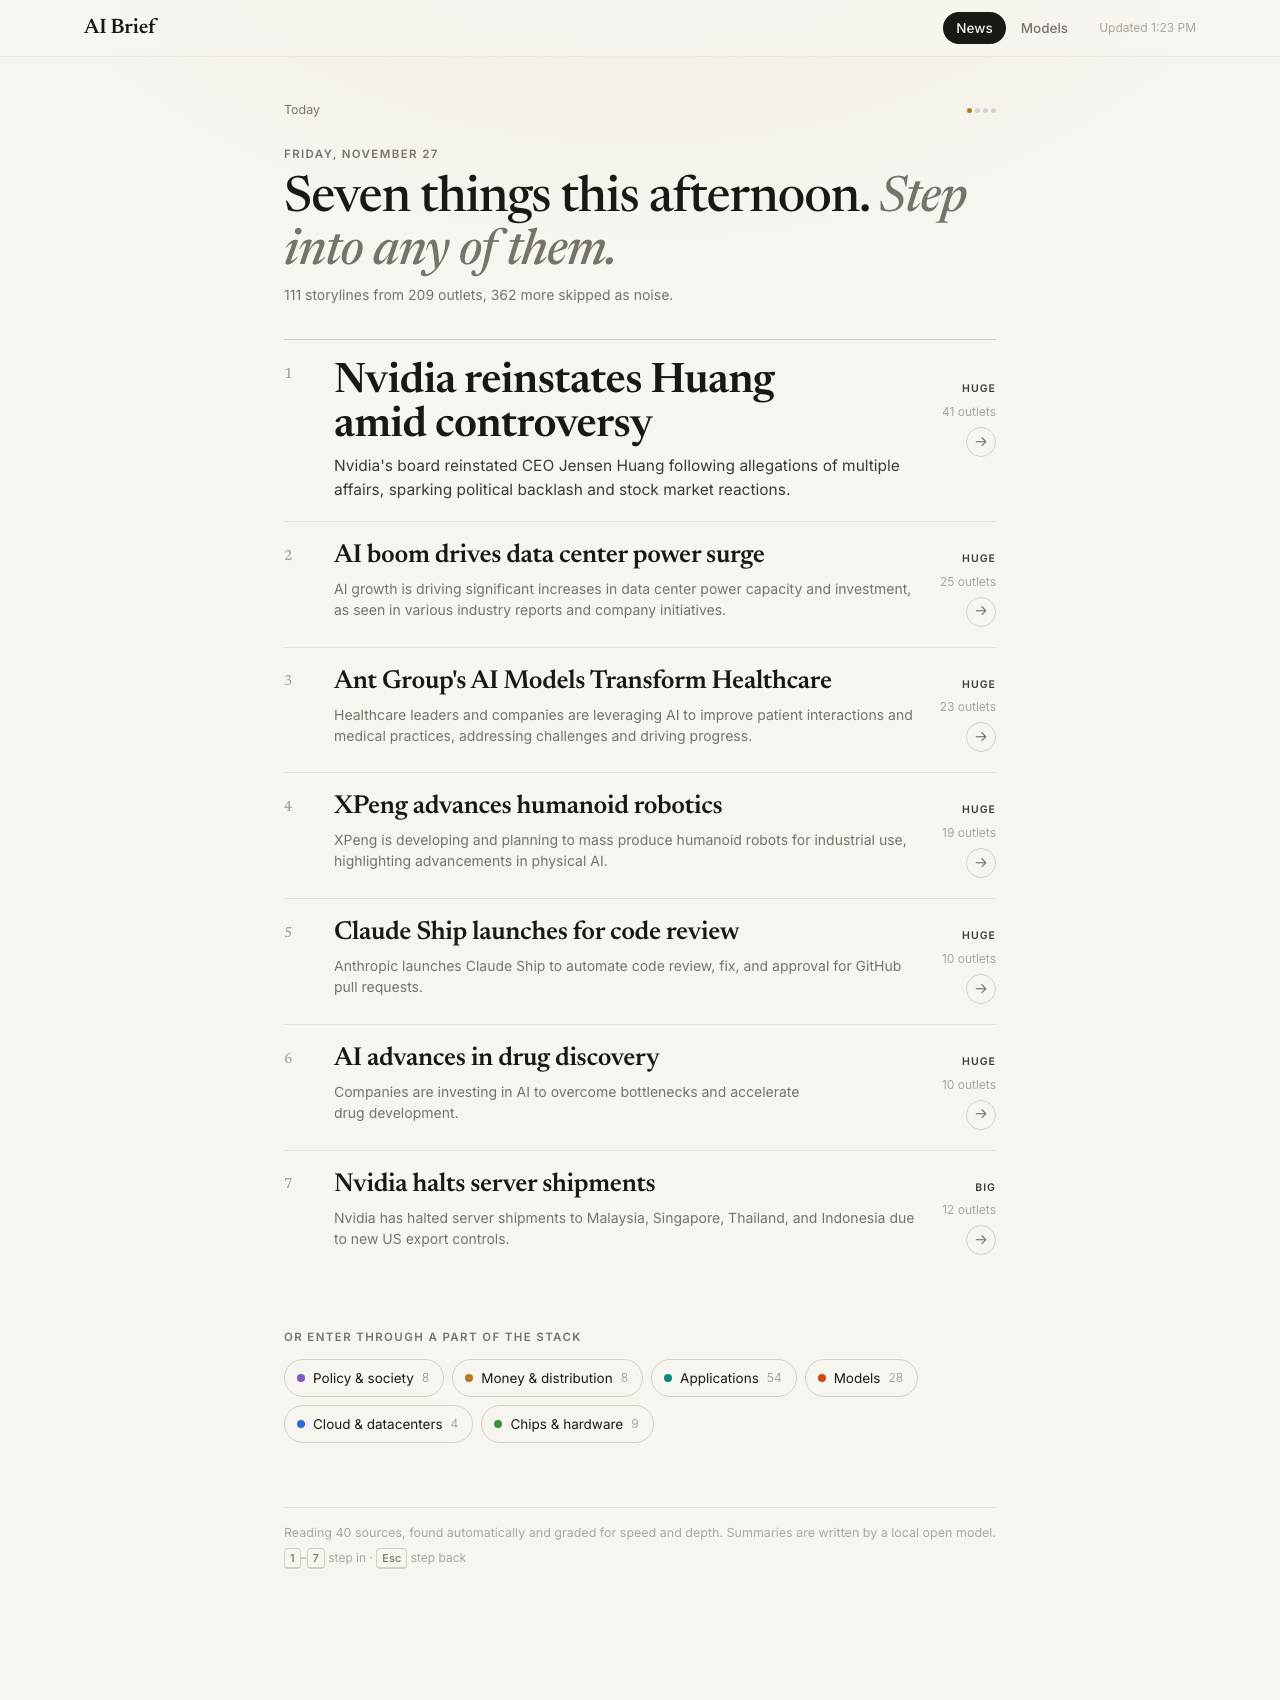 AI Brief
News
Models
Updated 1:23 PM
Today
FRIDAY, NOVEMBER 27
Seven things this afternoon. Step
into any of them.
111 storylines from 209 outlets, 362 more skipped as noise.
1
Nvidia reinstates Huang
amid controversy
Nvidia's board reinstated CEO Jensen Huang following allegations of multiple
affairs, sparking political backlash and stock market reactions.
HUGE
41 outlets
→
2
AI boom drives data center power surge
AI growth is driving significant increases in data center power capacity and investment,
as seen in various industry reports and company initiatives.
HUGE
25 outlets
→
3
Ant Group's AI Models Transform Healthcare
Healthcare leaders and companies are leveraging AI to improve patient interactions and
medical practices, addressing challenges and driving progress.
HUGE
23 outlets
→
4
XPeng advances humanoid robotics
XPeng is developing and planning to mass produce humanoid robots for industrial use,
highlighting advancements in physical AI.
HUGE
19 outlets
→
5
Claude Ship launches for code review
Anthropic launches Claude Ship to automate code review, fix, and approval for GitHub
pull requests.
HUGE
10 outlets
→
6
AI advances in drug discovery
Companies are investing in AI to overcome bottlenecks and accelerate
drug development.
HUGE
10 outlets
→
7
Nvidia halts server shipments
Nvidia has halted server shipments to Malaysia, Singapore, Thailand, and Indonesia due
to new US export controls.
BIG
12 outlets
→
OR ENTER THROUGH A PART OF THE STACK
Policy & society 8
Money & distribution 8
Applications 54
Models 28
Cloud & datacenters 4
Chips & hardware 9
Reading 40 sources, found automatically and graded for speed and depth. Summaries are written by a local open model.
1–7 step in · Esc step back